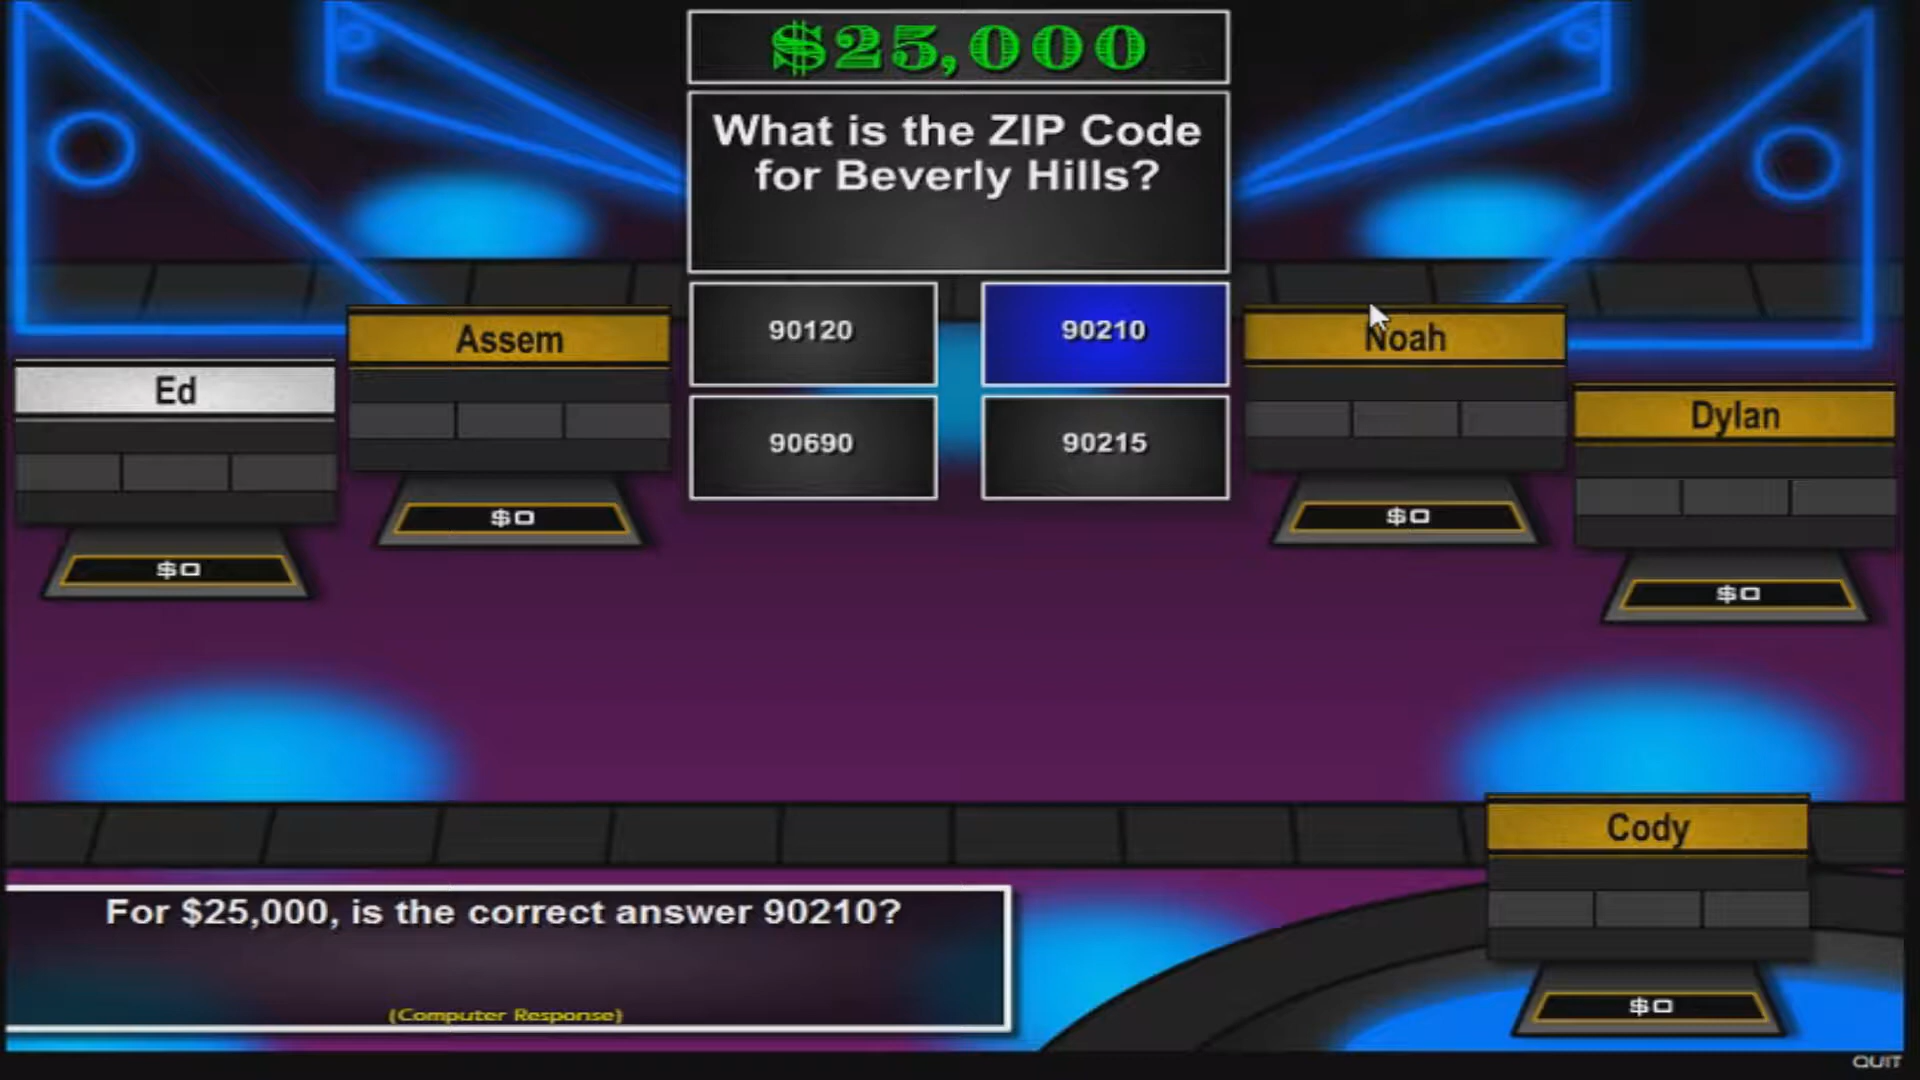 $25,000
What is the ZIP Code
for Beverly Hills?
90120
90210
90690
90215
Ed
$0
Assem
$0
Noah
$0
Dylan
$0
Cody
$0
For $25,000, is the correct answer 90210?
(Computer Response)
QUIT